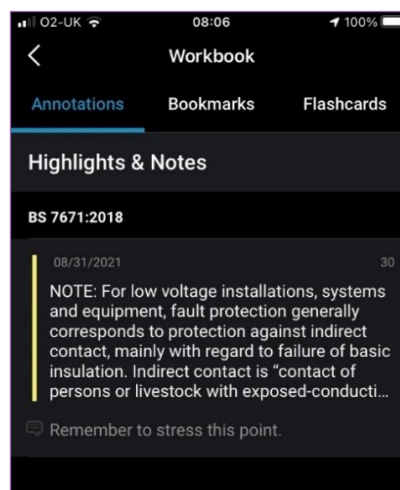 O2-UK 08:06 100%
Workbook
Annotations Bookmarks Flashcards
Highlights & Notes
BS 7671:2018
08/31/2021 30
NOTE: For low voltage installations, systems
and equipment, fault protection generally
corresponds to protection against indirect
contact, mainly with regard to failure of basic
insulation. Indirect contact is “contact of
persons or livestock with exposed-conducti...
Remember to stress this point.